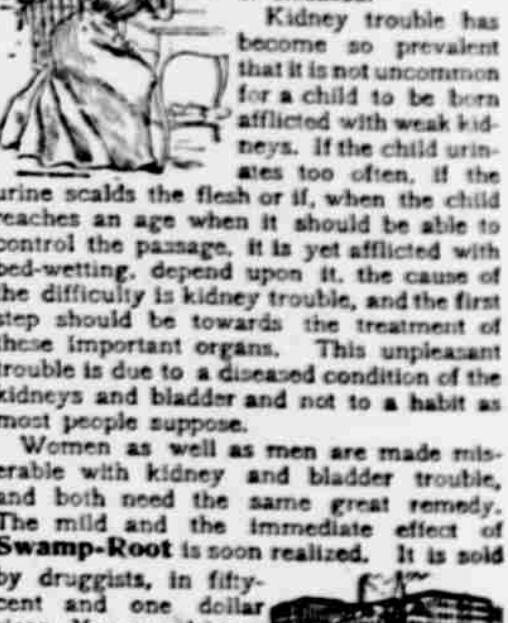 Kidney trouble has
become so prevalent
that it is not uncommon
for a child to be born
afflicted with weak kid-
neys. If the child urin-
ates too often, if the
urine scalds the flesh or if, when the child
reaches an age when it should be able to
control the passage, it is yet afflicted with
bed-wetting, depend upon it, the cause of
the difficulty is kidney trouble, and the first
step should be towards the treatment of
these important organs. This unpleasant
trouble is due to a diseased condition of the
kidneys and bladder and not to a habit as
most people suppose.
Women as well as men are made mis-
erable with kidney and bladder trouble,
and both need the same great remedy.
The mild and the immediate effect of
Swamp-Root is soon realized. It is sold
by druggists, in fifty-
cent and one dollar